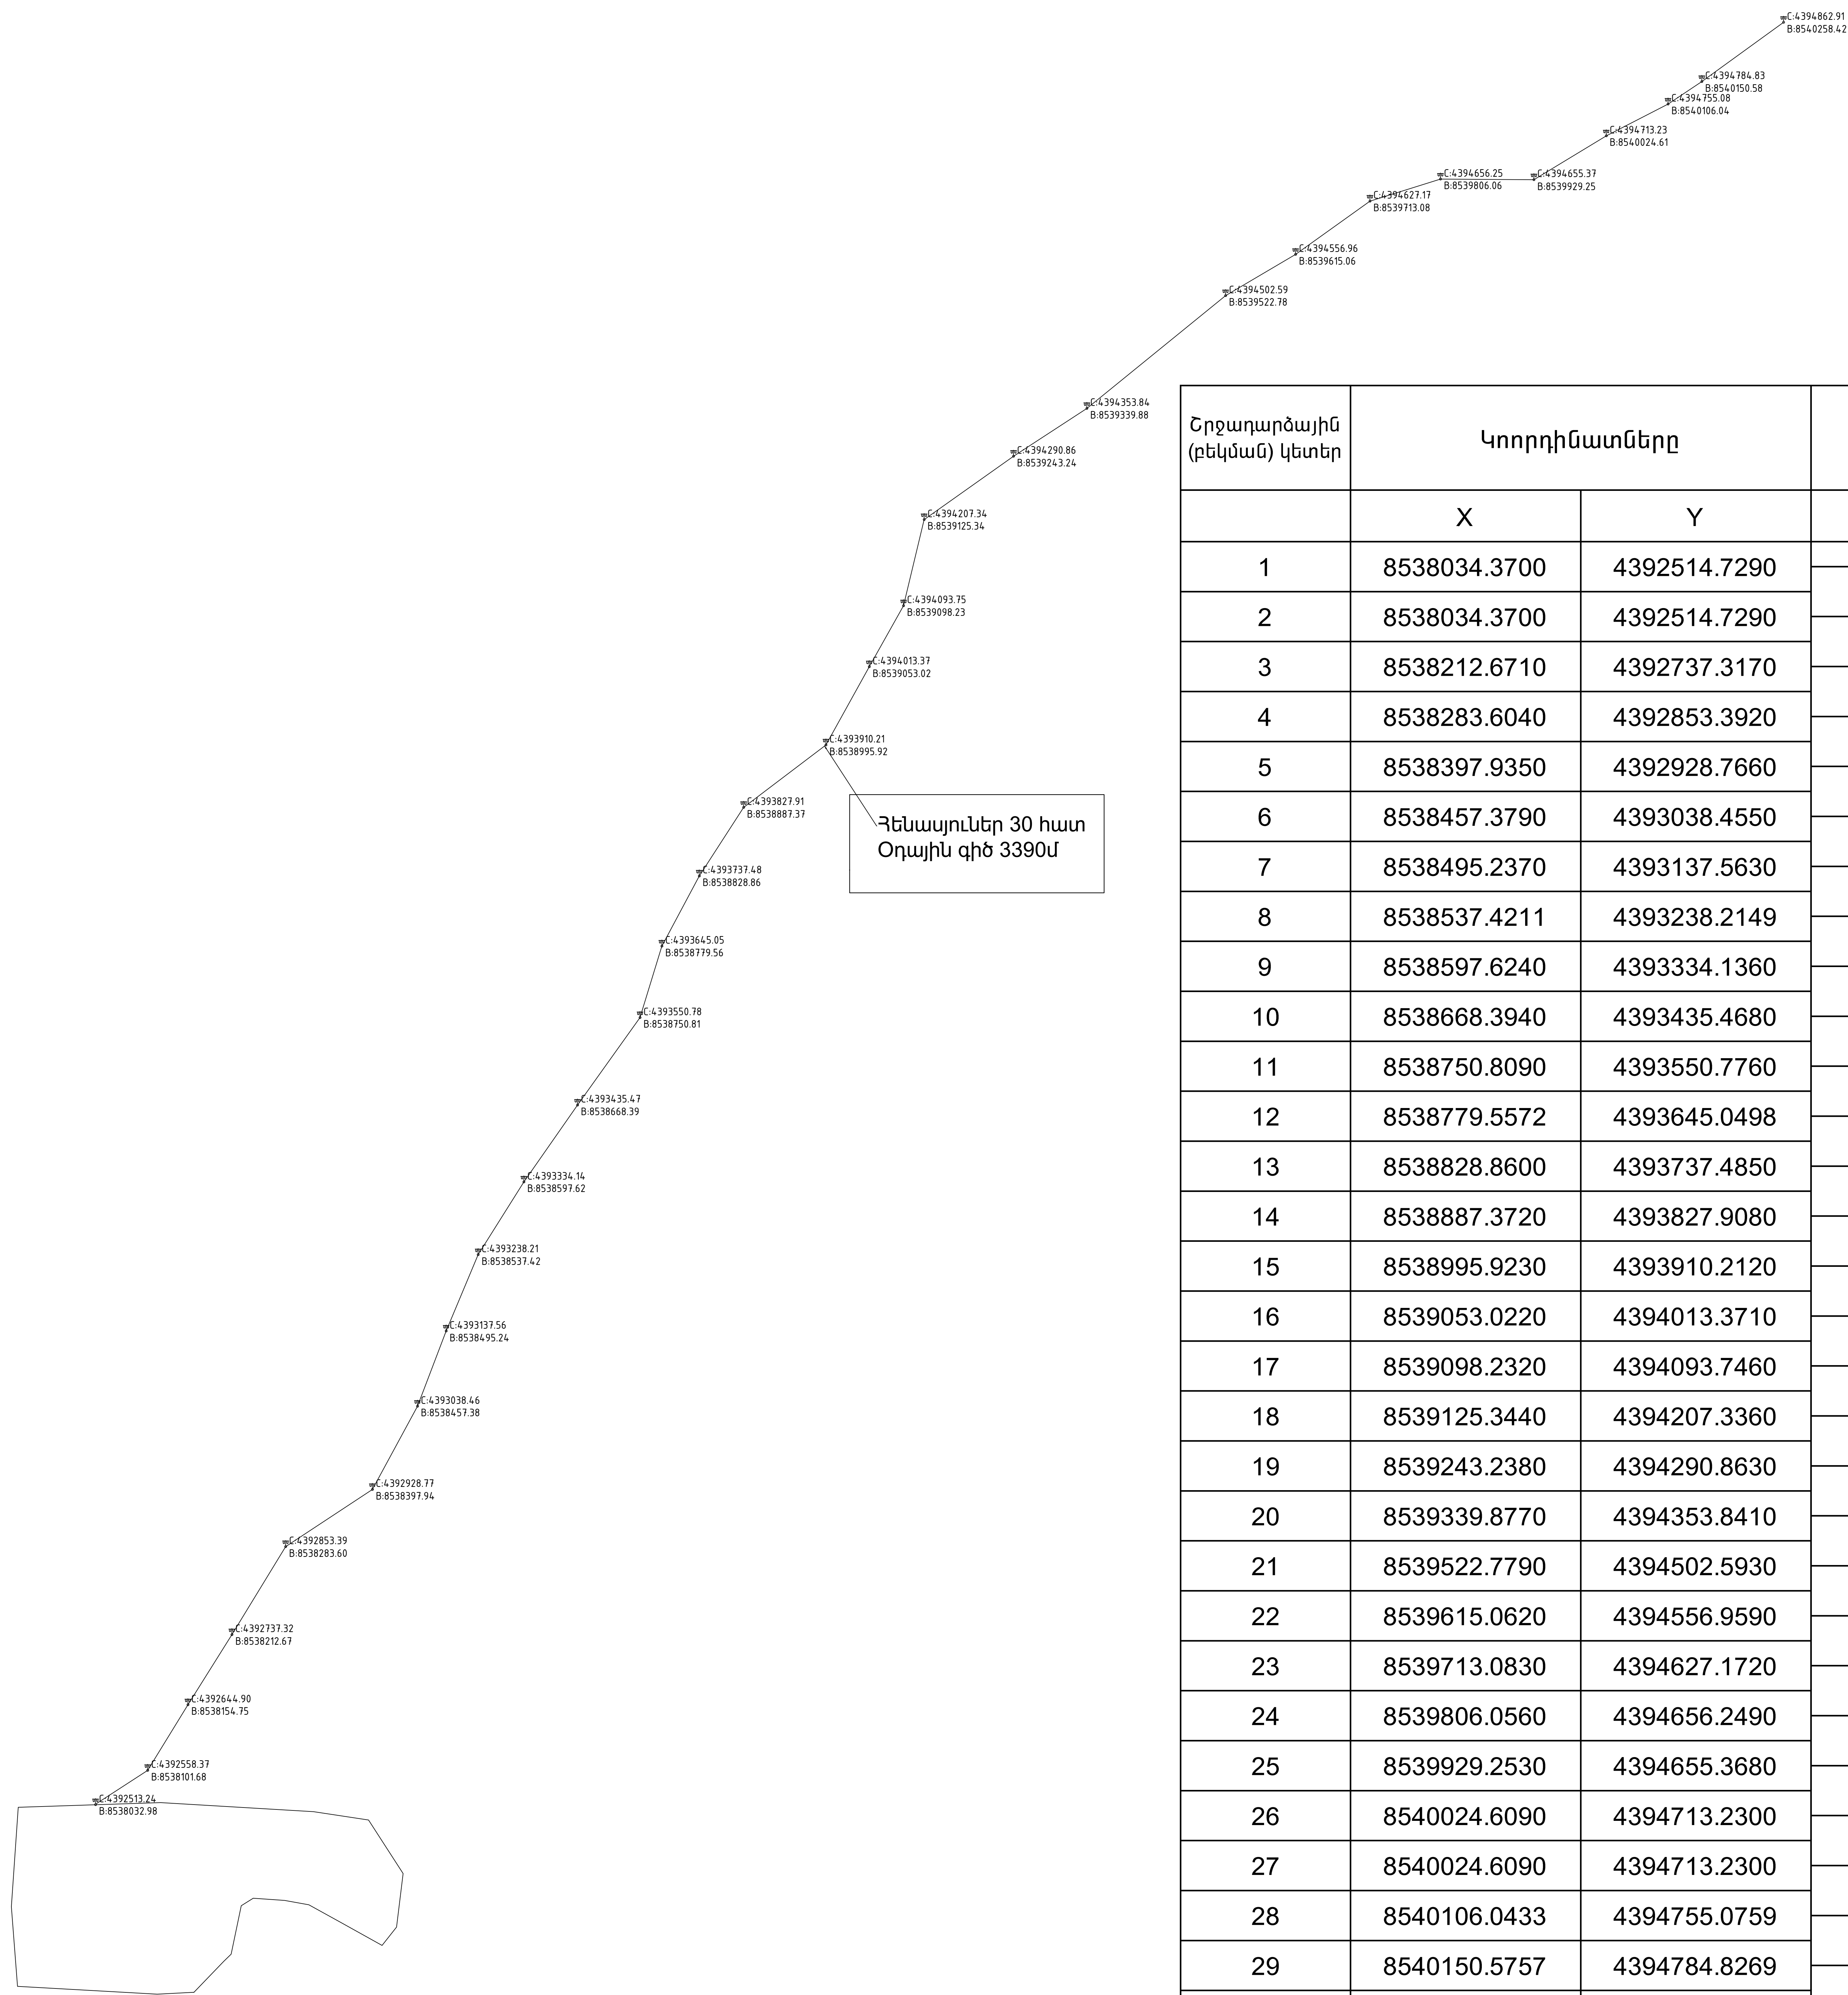 C:4394862.91
B:8540258.42
C:4394784.83
B:8540150.58
C:4394755.08
B:8540106.04
C:4394713.23
B:8540024.61
C:4394656.25
B:8539806.06
C:4394655.37
B:8539929.25
C:4394627.17
B:8539713.08
C:4394556.96
B:8539615.06
C:4394502.59
B:8539522.78
C:4394353.84
B:8539339.88
C:4394290.86
B:8539243.24
C:4394207.34
B:8539125.34
C:4394093.75
B:8539098.23
C:4394013.37
B:8539053.02
C:4393910.21
B:8538995.92
C:4393827.91
B:8538887.37
Հենասյուներ 30 հատ
Օդային գիծ 3390մ
C:4393737.48
B:8538828.86
C:4393645.05
B:8538779.56
C:4393550.78
B:8538750.81
C:4393435.47
B:8538668.39
C:4393334.14
B:8538597.62
C:4393238.21
B:8538537.42
C:4393137.56
B:8538495.24
C:4393038.46
B:8538457.38
C:4392928.77
B:8538397.94
C:4392853.39
B:8538283.60
C:4392737.32
B:8538212.67
C:4392644.90
B:8538154.75
C:4392558.37
B:8538101.68
C:4392513.24
B:8538032.98
Շրջադարձային
(բեկման) կետեր
Կոորդինատները
X Y
1 8538034.3700 4392514.7290
2 8538034.3700 4392514.7290
3 8538212.6710 4392737.3170
4 8538283.6040 4392853.3920
5 8538397.9350 4392928.7660
6 8538457.3790 4393038.4550
7 8538495.2370 4393137.5630
8 8538537.4211 4393238.2149
9 8538597.6240 4393334.1360
10 8538668.3940 4393435.4680
11 8538750.8090 4393550.7760
12 8538779.5572 4393645.0498
13 8538828.8600 4393737.4850
14 8538887.3720 4393827.9080
15 8538995.9230 4393910.2120
16 8539053.0220 4394013.3710
17 8539098.2320 4394093.7460
18 8539125.3440 4394207.3360
19 8539243.2380 4394290.8630
20 8539339.8770 4394353.8410
21 8539522.7790 4394502.5930
22 8539615.0620 4394556.9590
23 8539713.0830 4394627.1720
24 8539806.0560 4394656.2490
25 8539929.2530 4394655.3680
26 8540024.6090 4394713.2300
27 8540024.6090 4394713.2300
28 8540106.0433 4394755.0759
29 8540150.5757 4394784.8269